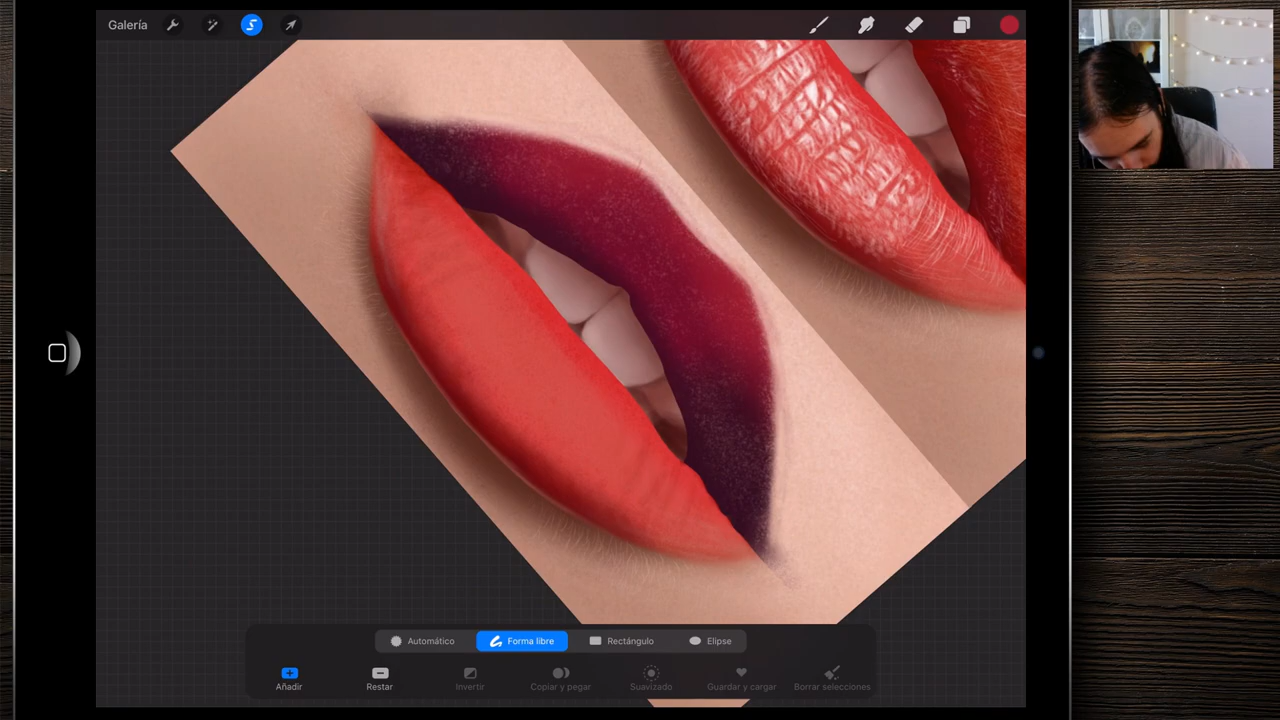 Galería
Automático Forma libre Rectángulo Elipse
Añadir Restar Invertir Copiar y pegar Suavizado Guardar y cargar Borrar selecciones